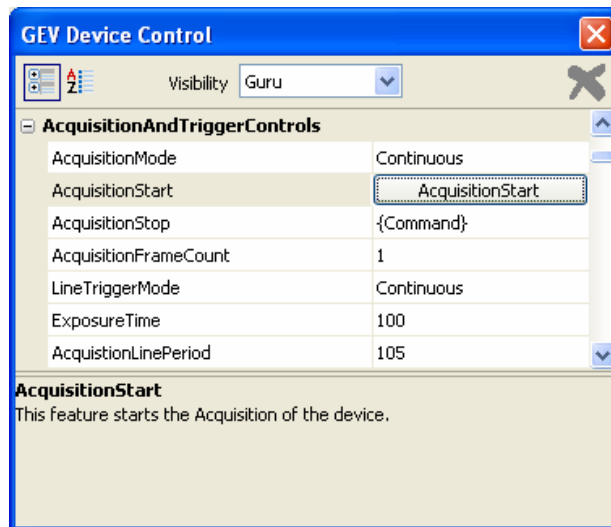 GEV Device Control
Visibility Guru
AcquisitionAndTriggerControls
AcquisitionMode Continuous
AcquisitionStart AcquisitionStart
AcquisitionStop {Command}
AcquisitionFrameCount 1
LineTriggerMode Continuous
ExposureTime 100
AcquistionLinePeriod 105
AcquisitionStart
This feature starts the Acquisition of the device.